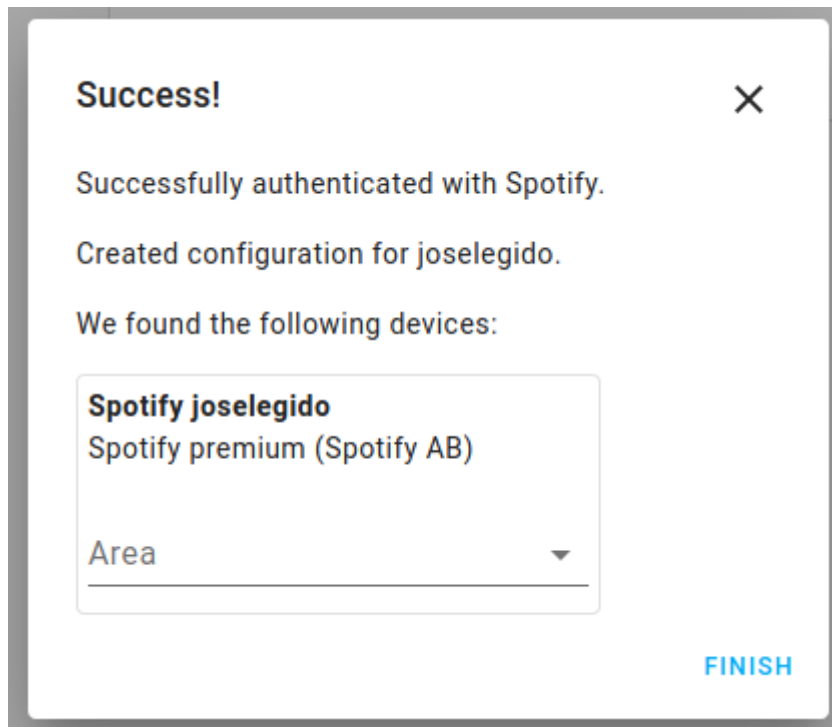 Success!
Successfully authenticated with Spotify.
Created configuration for joselegido.
We found the following devices:
Spotify joselegido
Spotify premium (Spotify AB)
Area
FINISH